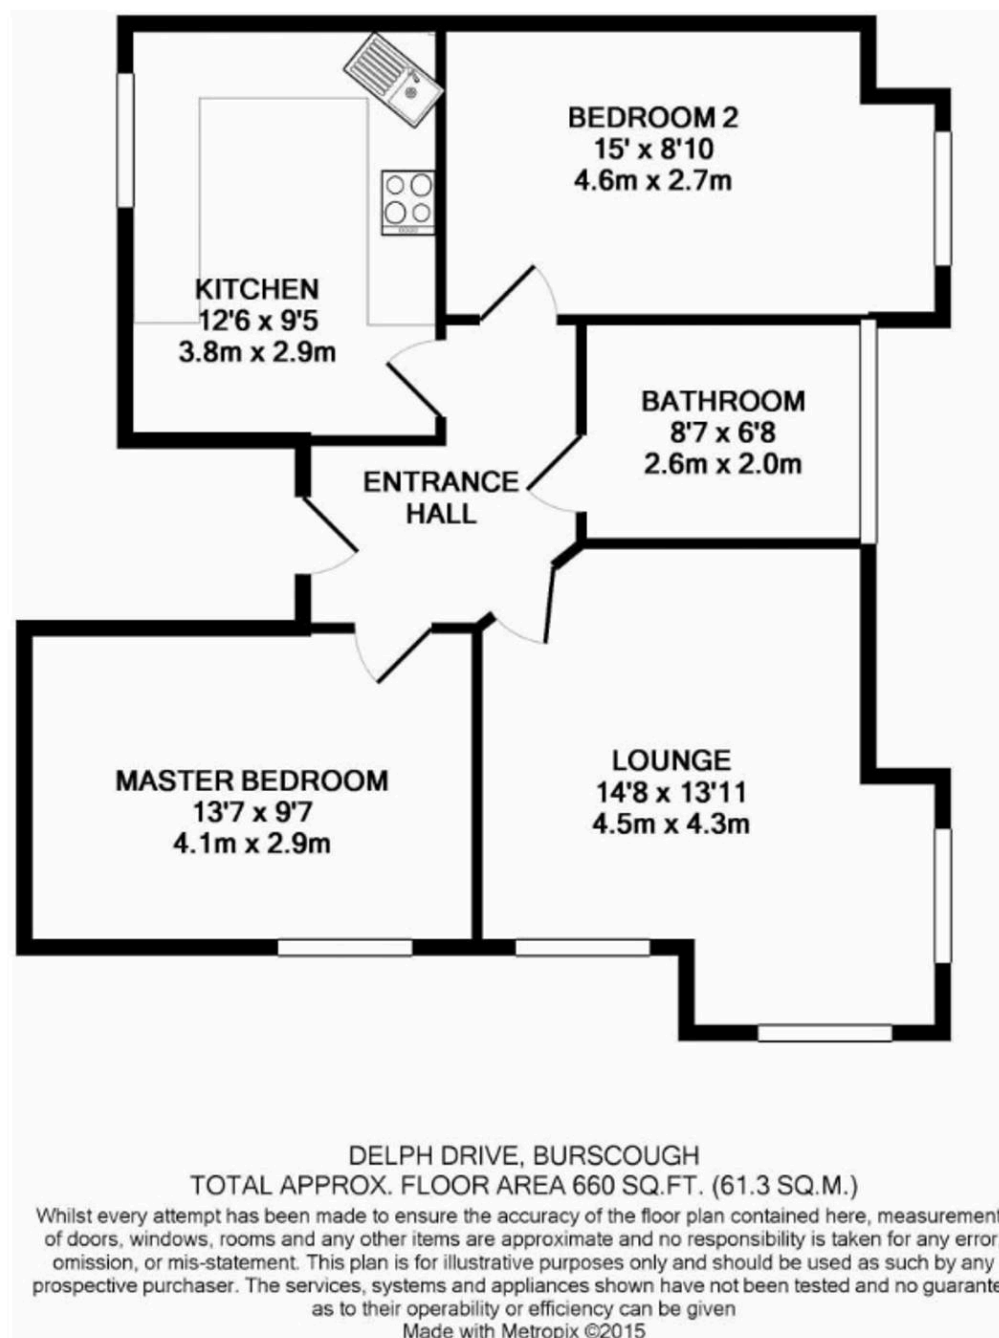 KITCHEN
12'6 x 9'5
3.8m x 2.9m
BEDROOM 2
15' x 8'10
4.6m x 2.7m
BATHROOM
8'7 x 6'8
2.6m x 2.0m
ENTRANCE
HALL
MASTER BEDROOM
13'7 x 9'7
4.1m x 2.9m
LOUNGE
14'8 x 13'11
4.5m x 4.3m
DELPH DRIVE, BURSCOUGH
TOTAL APPROX. FLOOR AREA 660 SQ.FT. (61.3 SQ.M.)
Whilst every attempt has been made to ensure the accuracy of the floor plan contained here, measurement
of doors, windows, rooms and any other items are approximate and no responsibility is taken for any error
omission, or mis-statement. This plan is for illustrative purposes only and should be used as such by any
prospective purchaser. The services, systems and appliances shown have not been tested and no guarante
as to their operability or efficiency can be given
Made with Metropix ©2015